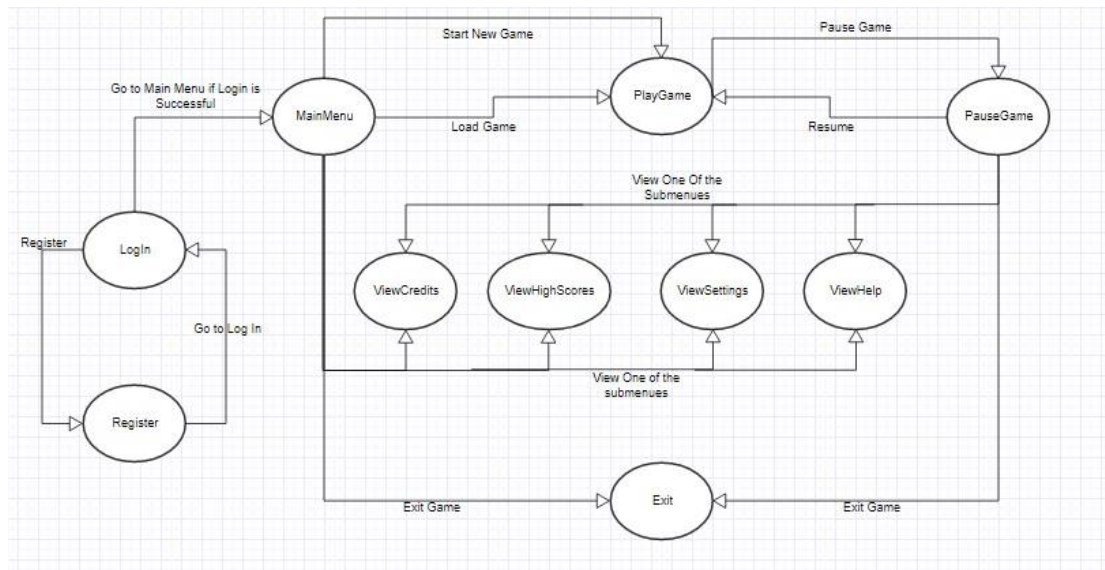 Pause Game
Start New Game
Go to Main Menu if Login is
Successful
PlayGame
MainMenu
PauseGame
Load Game
Resume
View One Of the
Submenues
Register
LogIn
ViewCredits
ViewHighScores
ViewSettings
ViewHelp
Go to Log In
View One of the
submenues
Register
Exit
Exit Game
Exit Game